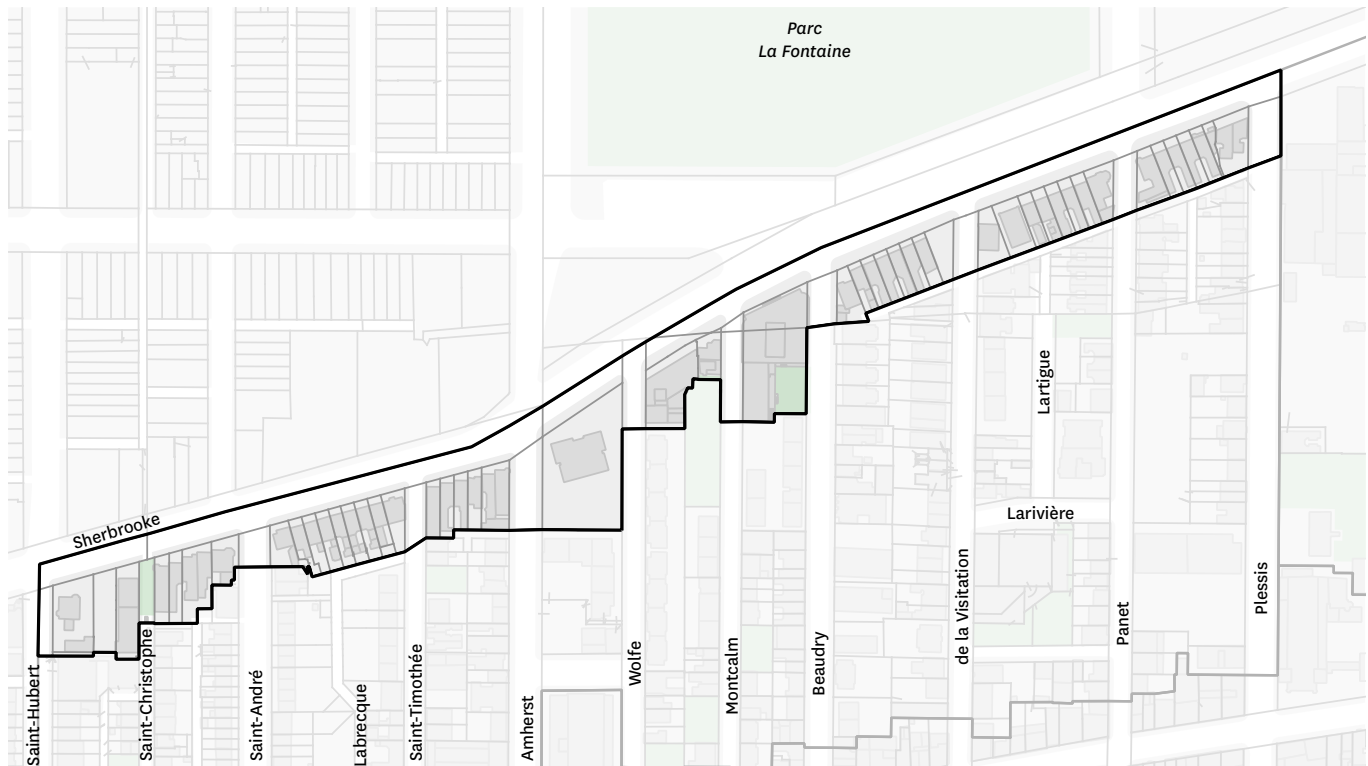 Parc
La Fontaine
Sherbrooke
Lartigue
Larivière
Saint-Hubert
Saint-Christophe
Saint-André
Labrecque
Saint-Timothée
Amherst
Wolfe
Montcalm
Beaudry
de la Visitation
Panet
Plessis